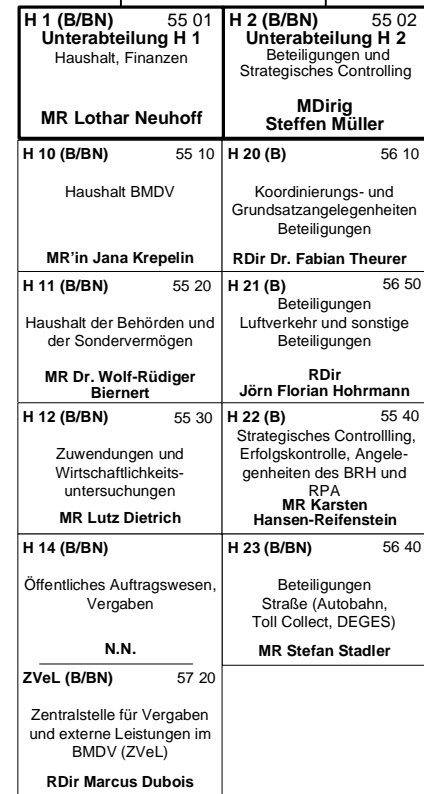 H 1 (B/BN) 55 01
Unterabteilung H 1
Haushalt, Finanzen
MR Lothar Neuhoff
H 2 (B/BN) 55 02
Unterabteilung H 2
Beteiligungen und
Strategisches Controlling
MDirig
Steffen Müller
H 10 (B/BN) 55 10
Haushalt BMDV
MR’in Jana Krepelin
H 20 (B) 56 10
Koordinierungs- und
Grundsatzangelegenheiten
Beteiligungen
RDir Dr. Fabian Theurer
H 11 (B/BN) 55 20
Haushalt der Behörden und
der Sondervermögen
MR Dr. Wolf-Rüdiger
Biernert
H 21 (B) 56 50
Beteiligungen
Luftverkehr und sonstige
Beteiligungen
RDir
Jörn Florian Hohrmann
H 12 (B/BN) 55 30
Zuwendungen und
Wirtschaftlichkeits-
untersuchungen
MR Lutz Dietrich
H 22 (B) 55 40
Strategisches Controllling,
Erfolgskontrolle, Angele-
genheiten des BRH und
RPA
MR Karsten
Hansen-Reifenstein
H 14 (B/BN)
Öffentliches Auftragswesen,
Vergaben
N.N.
H 23 (B/BN) 56 40
Beteiligungen
Straße (Autobahn,
Toll Collect, DEGES)
MR Stefan Stadler
ZVeL (B/BN) 57 20
Zentralstelle für Vergaben
und externe Leistungen im
BMDV (ZVeL)
RDir Marcus Dubois